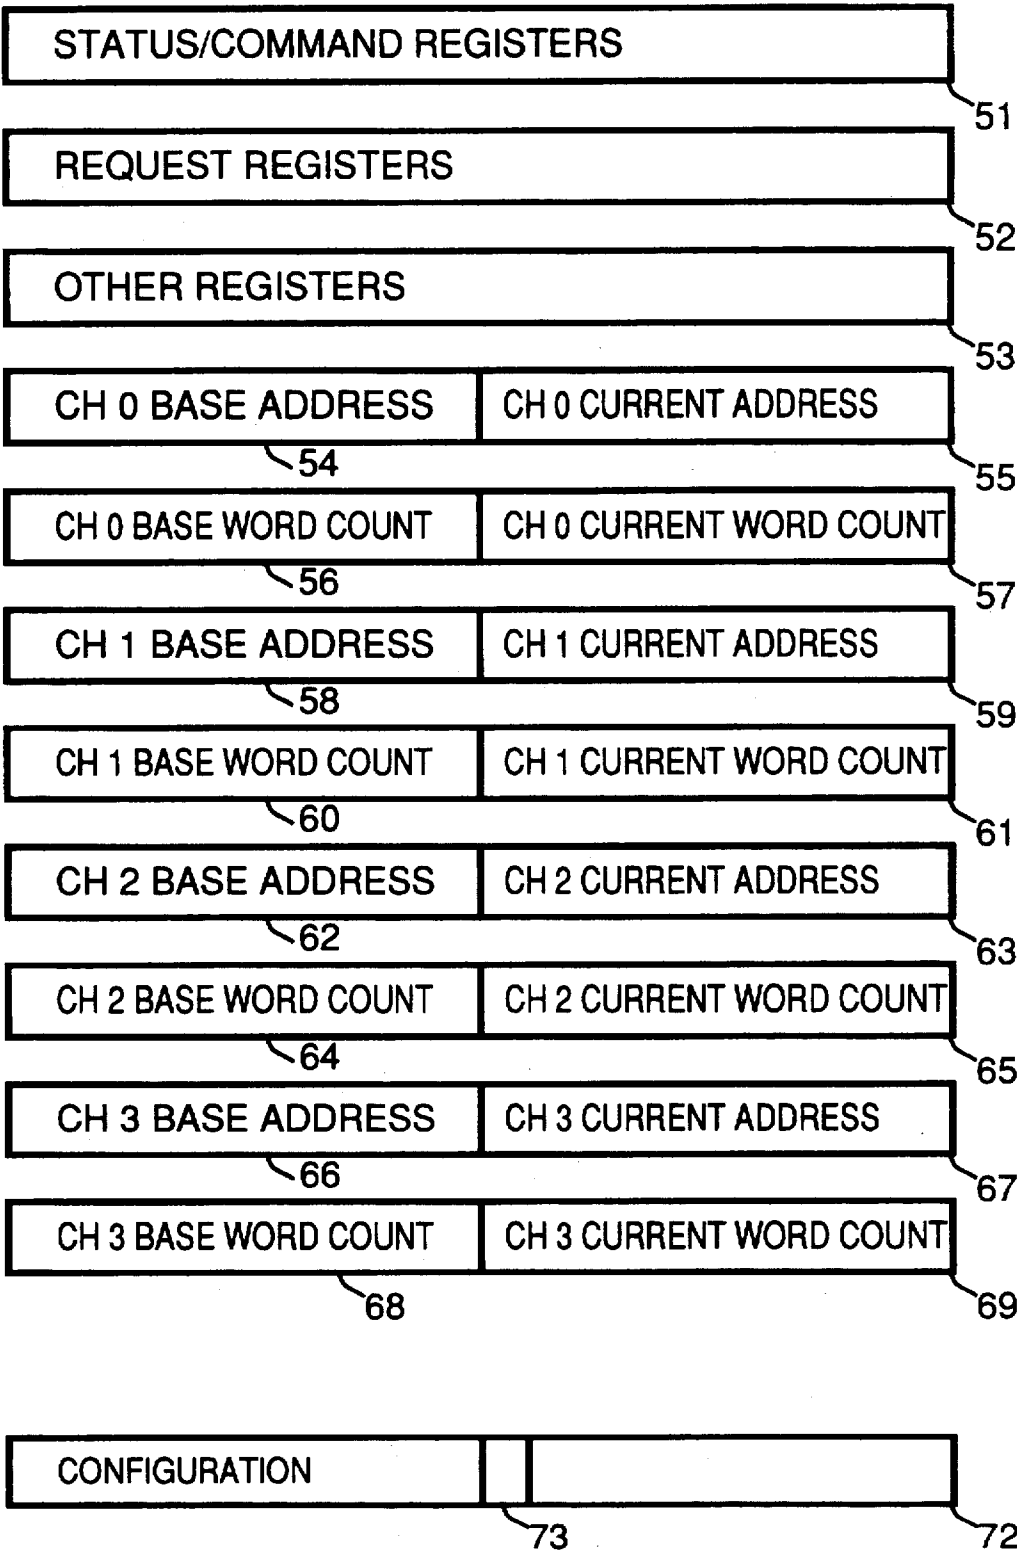 STATUS/COMMAND REGISTERS
51
REQUEST REGISTERS
52
OTHER REGISTERS
53
CH 0 BASE ADDRESS CH 0 CURRENT ADDRESS
54 55
CH 0 BASE WORD COUNT CH 0 CURRENT WORD COUNT
56 57
CH 1 BASE ADDRESS CH 1 CURRENT ADDRESS
58 59
CH 1 BASE WORD COUNT CH 1 CURRENT WORD COUNT
60 61
CH 2 BASE ADDRESS CH 2 CURRENT ADDRESS
62 63
CH 2 BASE WORD COUNT CH 2 CURRENT WORD COUNT
64 65
CH 3 BASE ADDRESS CH 3 CURRENT ADDRESS
66 67
CH 3 BASE WORD COUNT CH 3 CURRENT WORD COUNT
68 69
CONFIGURATION
73 72